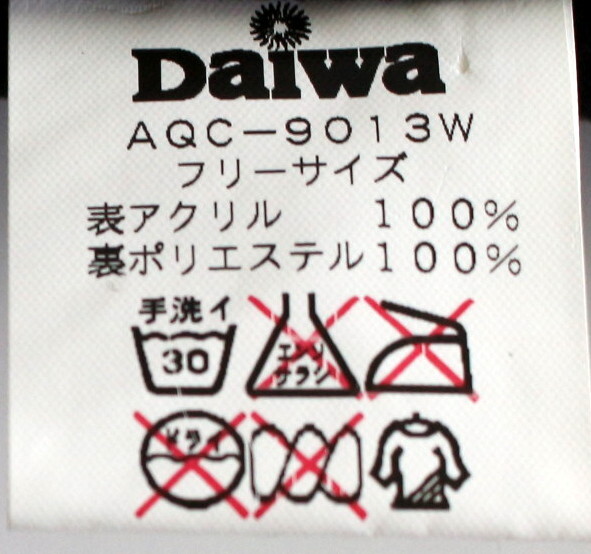 Daiwa
AQC-9013W
フリーサイズ
表アクリル 100%
裏ポリエステル100%
手洗イ
30
エンソ
サラシ
ドライ